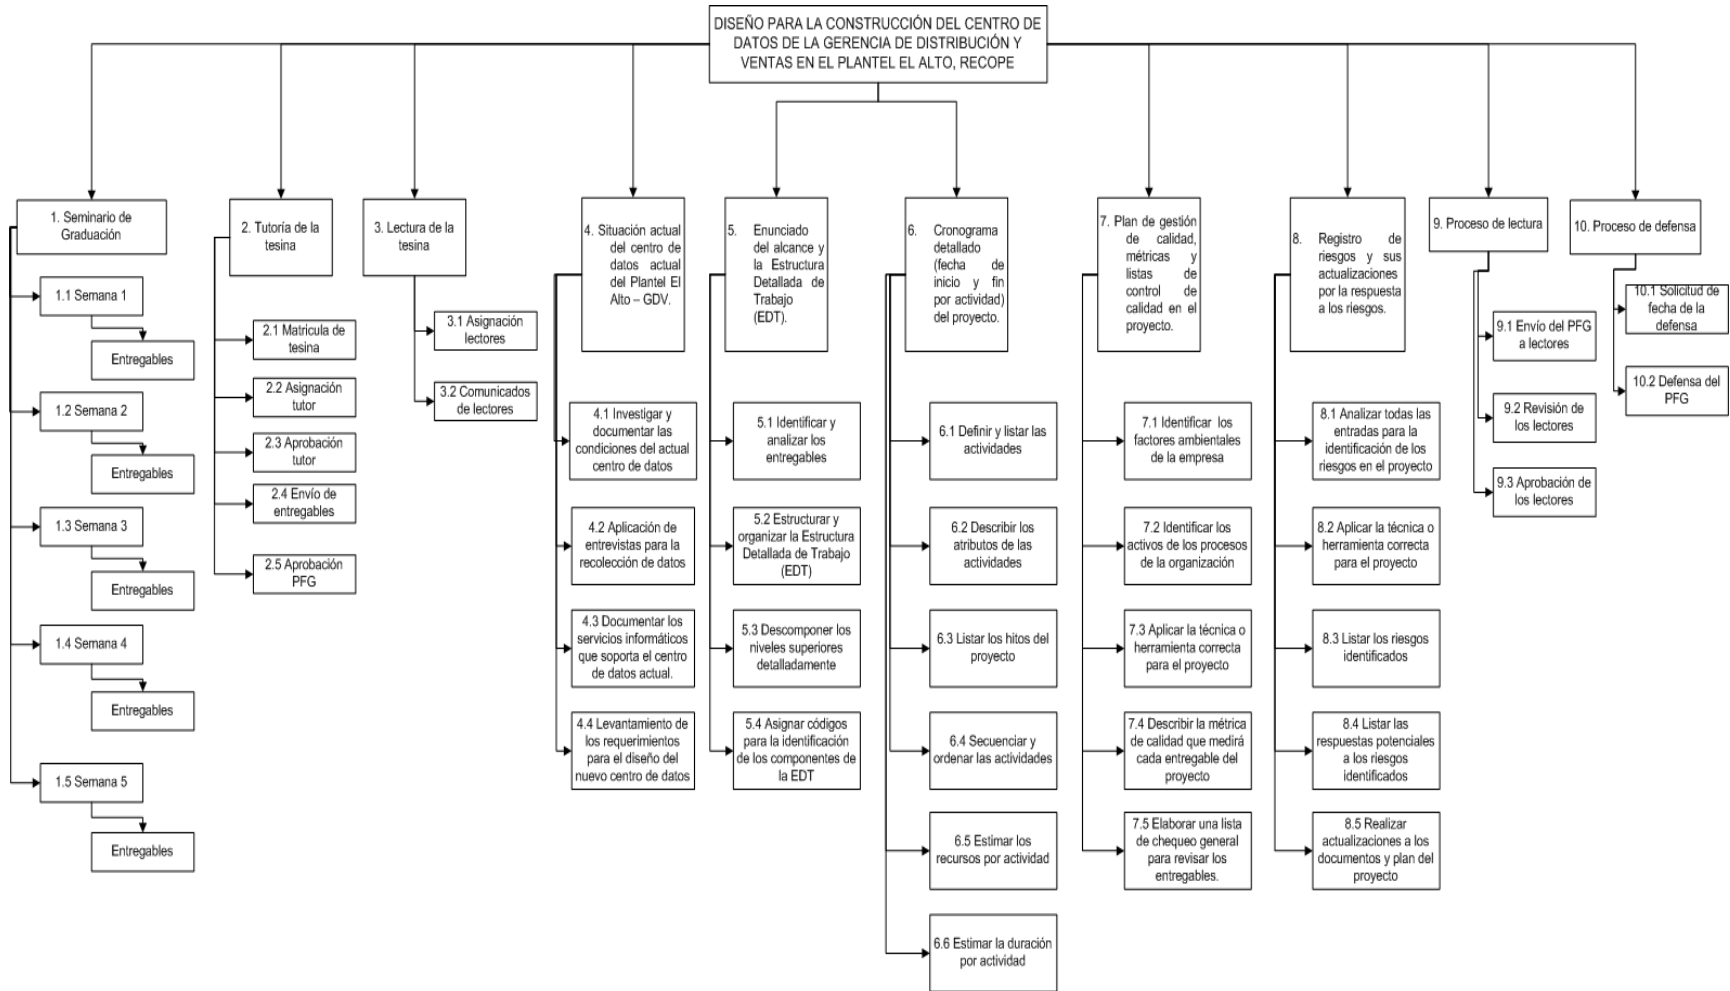 DISEÑO PARA LA CONSTRUCCIÓN DEL CENTRO DE
DATOS DE LA GERENCIA DE DISTRIBUCIÓN Y
VENTAS EN EL PLANTEL EL ALTO, RECOPE
1. Seminario de
Graduación
1.1 Semana 1
Entregables
1.2 Semana 2
Entregables
1.3 Semana 3
Entregables
1.4 Semana 4
Entregables
1.5 Semana 5
Entregables
2. Tutoría de la
tesina
2.1 Matricula de
tesina
2.2 Asignación
tutor
2.3 Aprobación
tutor
2.4 Envío de
entregables
2.5 Aprobación
PFG
3. Lectura de la
tesina
3.1 Asignación
lectores
3.2 Comunicados
de lectores
4. Situación actual
del centro de
datos actual
del Plantel El
Alto – GDV.
4.1 Investigar y
documentar las
condiciones del actual
centro de datos
4.2 Aplicación de
entrevistas para la
recolección de datos
4.3 Documentar los
servicios informáticos
que soporta el centro
de datos actual.
4.4 Levantamiento de
los requerimientos
para el diseño del
nuevo centro de datos
5. Enunciado
del alcance y
la Estructura
Detallada de
Trabajo
(EDT).
5.1 Identificar y
analizar los
entregables
5.2 Estructurar y
organizar la Estructura
Detallada de Trabajo
(EDT)
5.3 Descomponer los
niveles superiores
detalladamente
5.4 Asignar códigos
para la identificación
de los componentes de
la EDT
6. Cronograma
detallado
(fecha de
inicio y fin
por actividad)
del proyecto.
6.1 Definir y listar las
actividades
6.2 Describir los
atributos de las
actividades
6.3 Listar los hitos del
proyecto
6.4 Secuenciar y
ordenar las actividades
6.5 Estimar los
recursos por actividad
6.6 Estimar la duración
por actividad
7. Plan de gestión
de calidad,
métricas y
listas de
control de
calidad en el
proyecto.
7.1 Identificar los
factores ambientales
de la empresa
7.2 Identificar los
activos de los procesos
de la organización
7.3 Aplicar la técnica o
herramienta correcta
para el proyecto
7.4 Describir la métrica
de calidad que medirá
cada entregable del
proyecto
7.5 Elaborar una lista
de chequeo general
para revisar los
entregables.
8. Registro de
riesgos y sus
actualizaciones
por la respuesta
a los riesgos.
8.1 Analizar todas las
entradas para la
identificación de los
riesgos en el proyecto
8.2 Aplicar la técnica o
herramienta correcta
para el proyecto
8.3 Listar los riesgos
identificados
8.4 Listar las
respuestas potenciales
a los riesgos
identificados
8.5 Realizar
actualizaciones a los
documentos y plan del
proyecto
9. Proceso de lectura
9.1 Envío del PFG
a lectores
9.2 Revisión de
los lectores
9.3 Aprobación de
los lectores
10. Proceso de defensa
10.1 Solicitud de
fecha de la
defensa
10.2 Defensa del
PFG